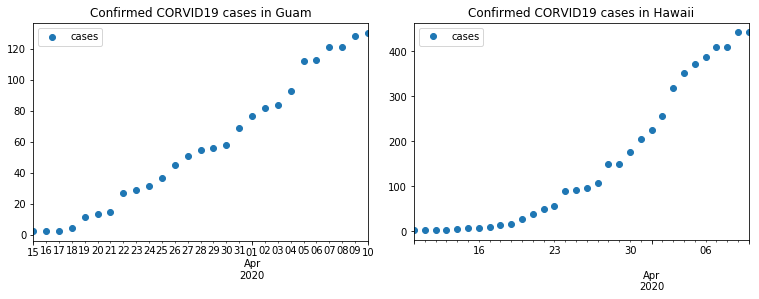 Confirmed CORVID19 cases in Guam
cases
120
100
80
60
40
20
0
15 16 17 18 19 20 21 22 23 24 25 26 27 28 29 30 31 01 02 03 04 05 06 07 08 09 10
Apr
2020
Confirmed CORVID19 cases in Hawaii
cases
400
300
200
100
0
16 23 30 06
Apr
2020